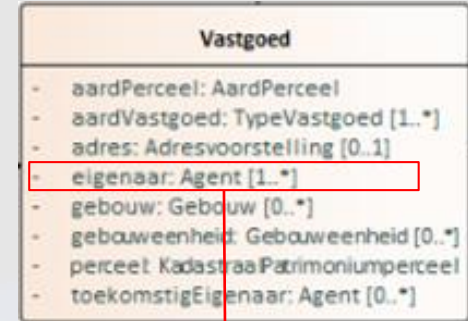 Vastgoed
- aardPerceel: AardPerceel
- aardVastgoed: TypeVastgoed [1..*]
- adres: Adresvoorstelling [0..1]
- eigenaar: Agent [1..*]
- gebouw: Gebouw [0..*]
- gebouweenheid: Gebouweenheid [0..*]
- perceel: KadastraalPatrimoniumperceel
- toekomstigEigenaar: Agent [0..*]